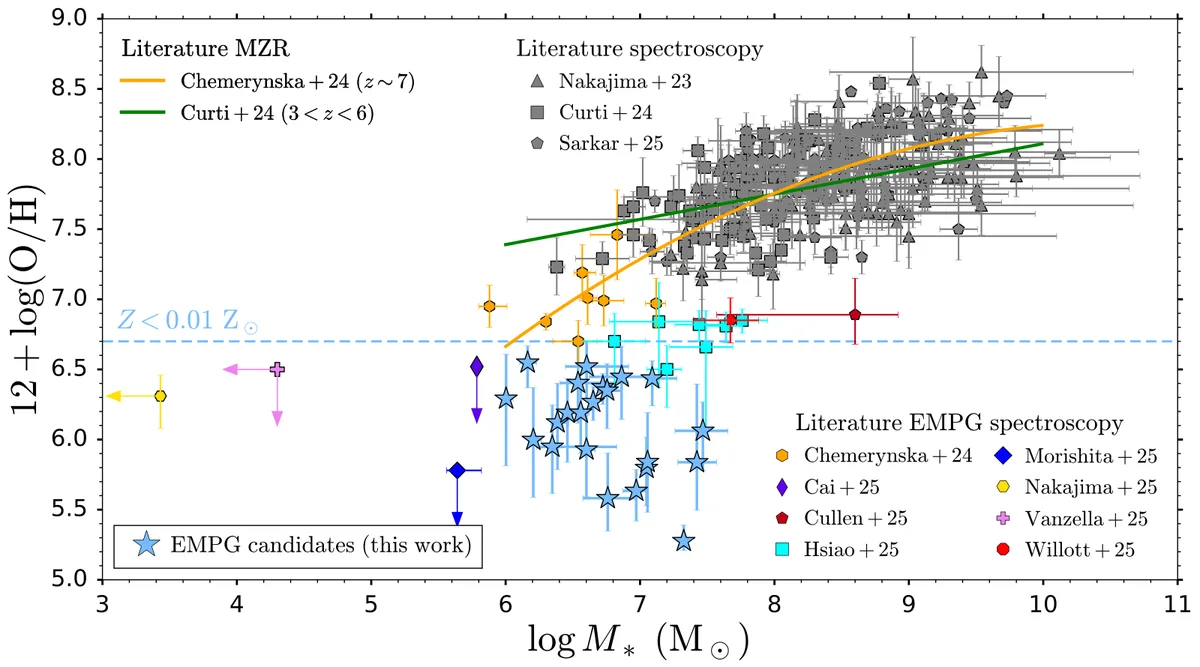 9.0
8.5
8.0
7.5
7.0
6.5
6.0
5.5
5.0
12 + log(O/H)
Literature MZR
Chemerynska + 24 (z ~ 7)
Curti + 24 (3 < z < 6)
Literature spectroscopy
Nakajima + 23
Curti + 24
Sarkar + 25
Z < 0.01 Z⊙
Literature EMPG spectroscopy
Chemerynska + 24
Cai + 25
Cullen + 25
Hsiao + 25
Morishita + 25
Nakajima + 25
Vanzella + 25
Willott + 25
EMPG candidates (this work)
3 4 5 6 7 8 9 10 11
log M* (M⊙)